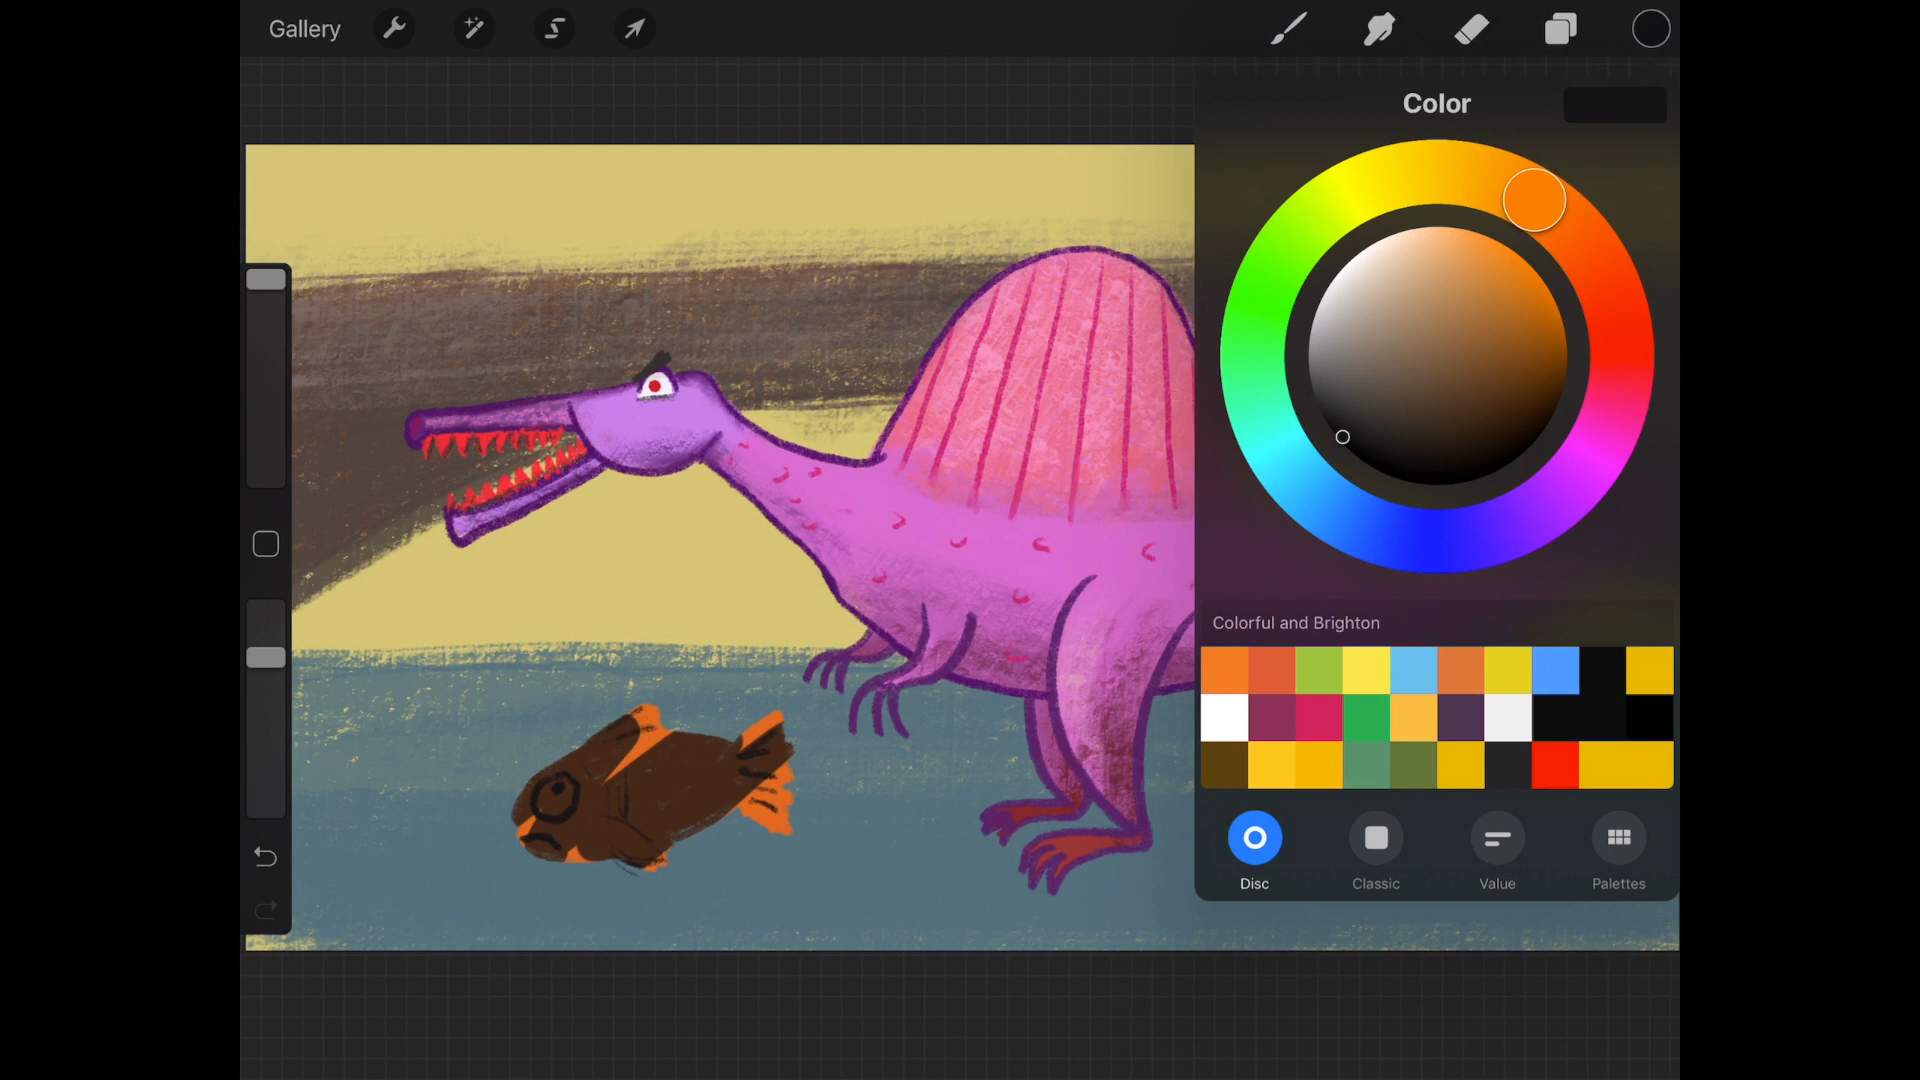 Gallery
Color
Colorful and Brighton
Disc
Classic
Value
Palettes